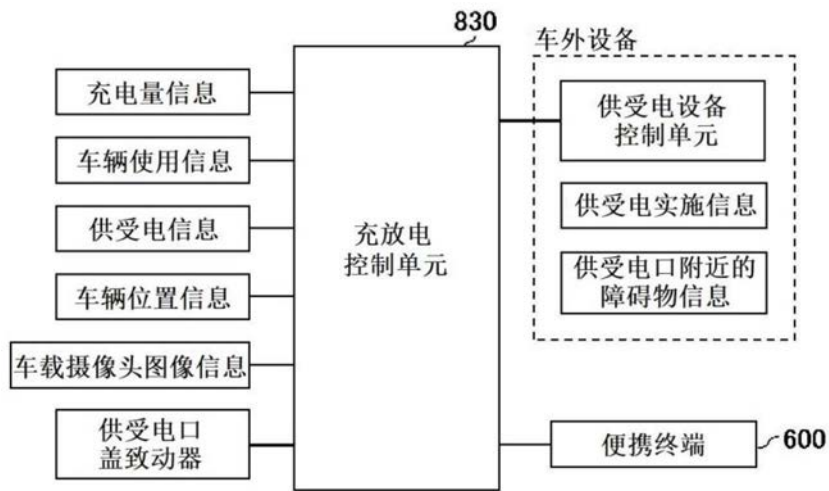 830
车外设备
充电量信息
车辆使用信息
供受电信息
车辆位置信息
车载摄像头图像信息
供受电口
盖致动器
充放电
控制单元
供受电设备
控制单元
供受电实施信息
供受电口附近的
障碍物信息
便携终端
600